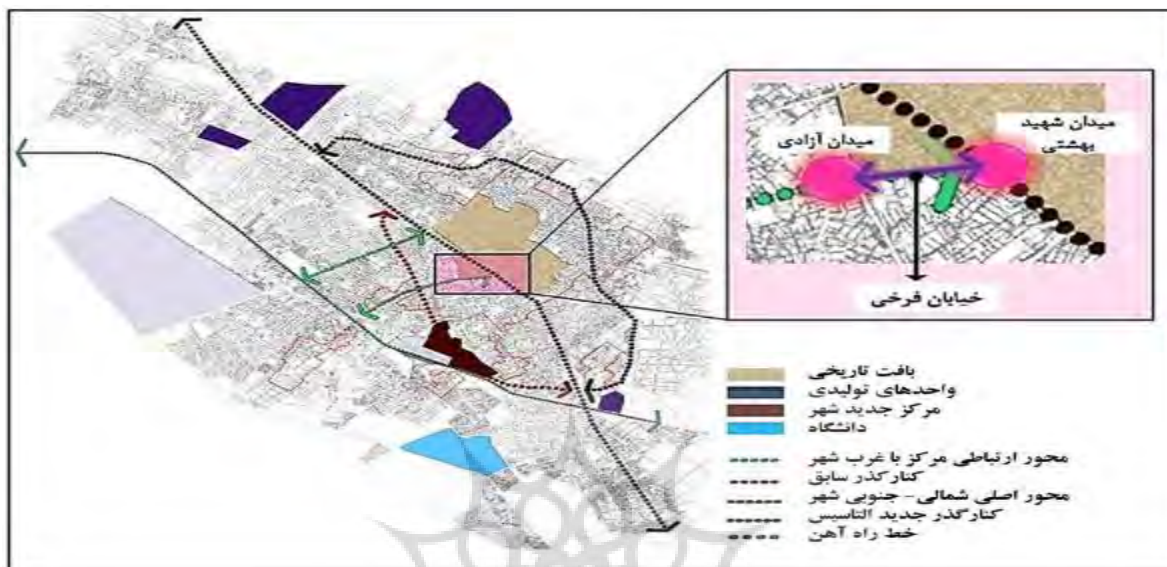 میدان شهید
بهشتی
میدان آزادی
خیابان فرخی
بافت تاریخی
واحدهای تولیدی
مرکز جدید شهر
دانشگاه
محور ارتباطی مرکز با غرب شهر
کنارگذر سابق
محور اصلی شمالی- جنوبی شهر
کنارگذر جدید التاسیس
خط راه آهن